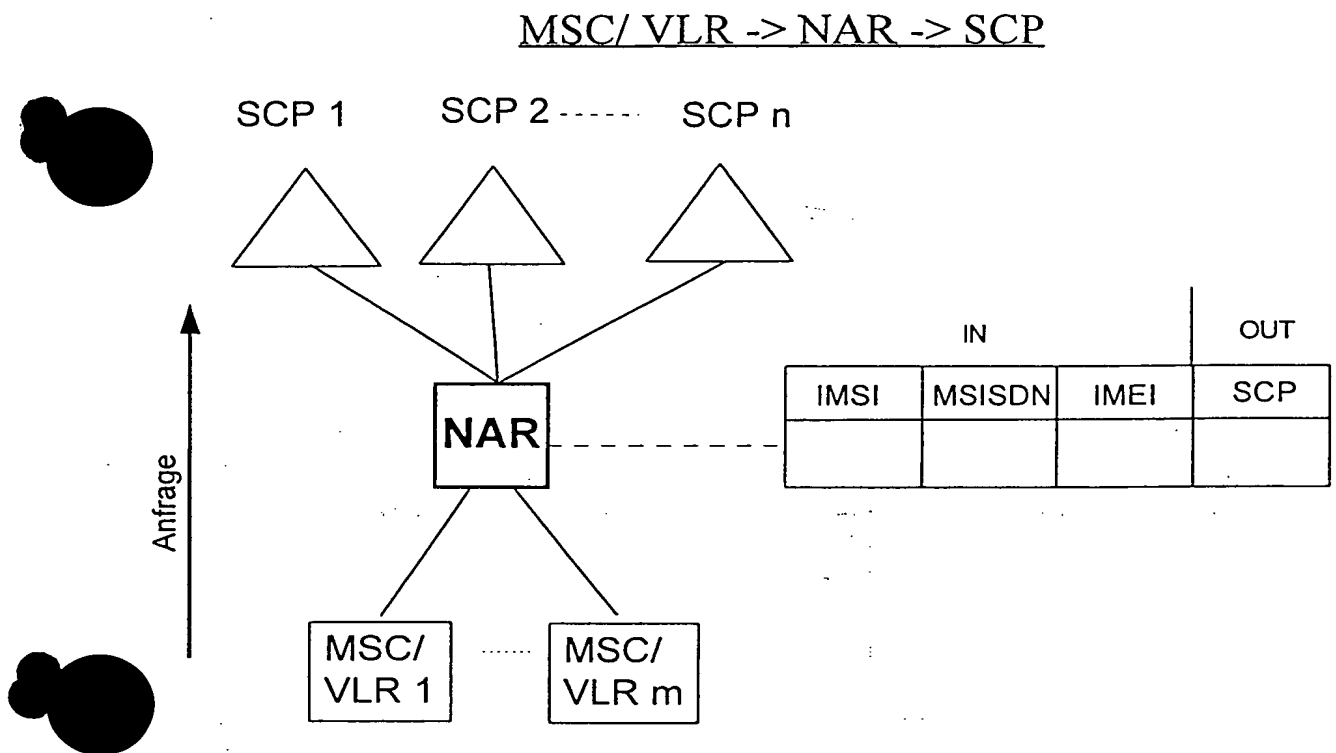 MSC/ VLR -> NAR -> SCP
SCP 1 SCP 2 ------ SCP n
IN OUT
IMSI MSISDN IMEI SCP
NAR
Anfrage
MSC/ ....... MSC/
VLR 1 VLR m